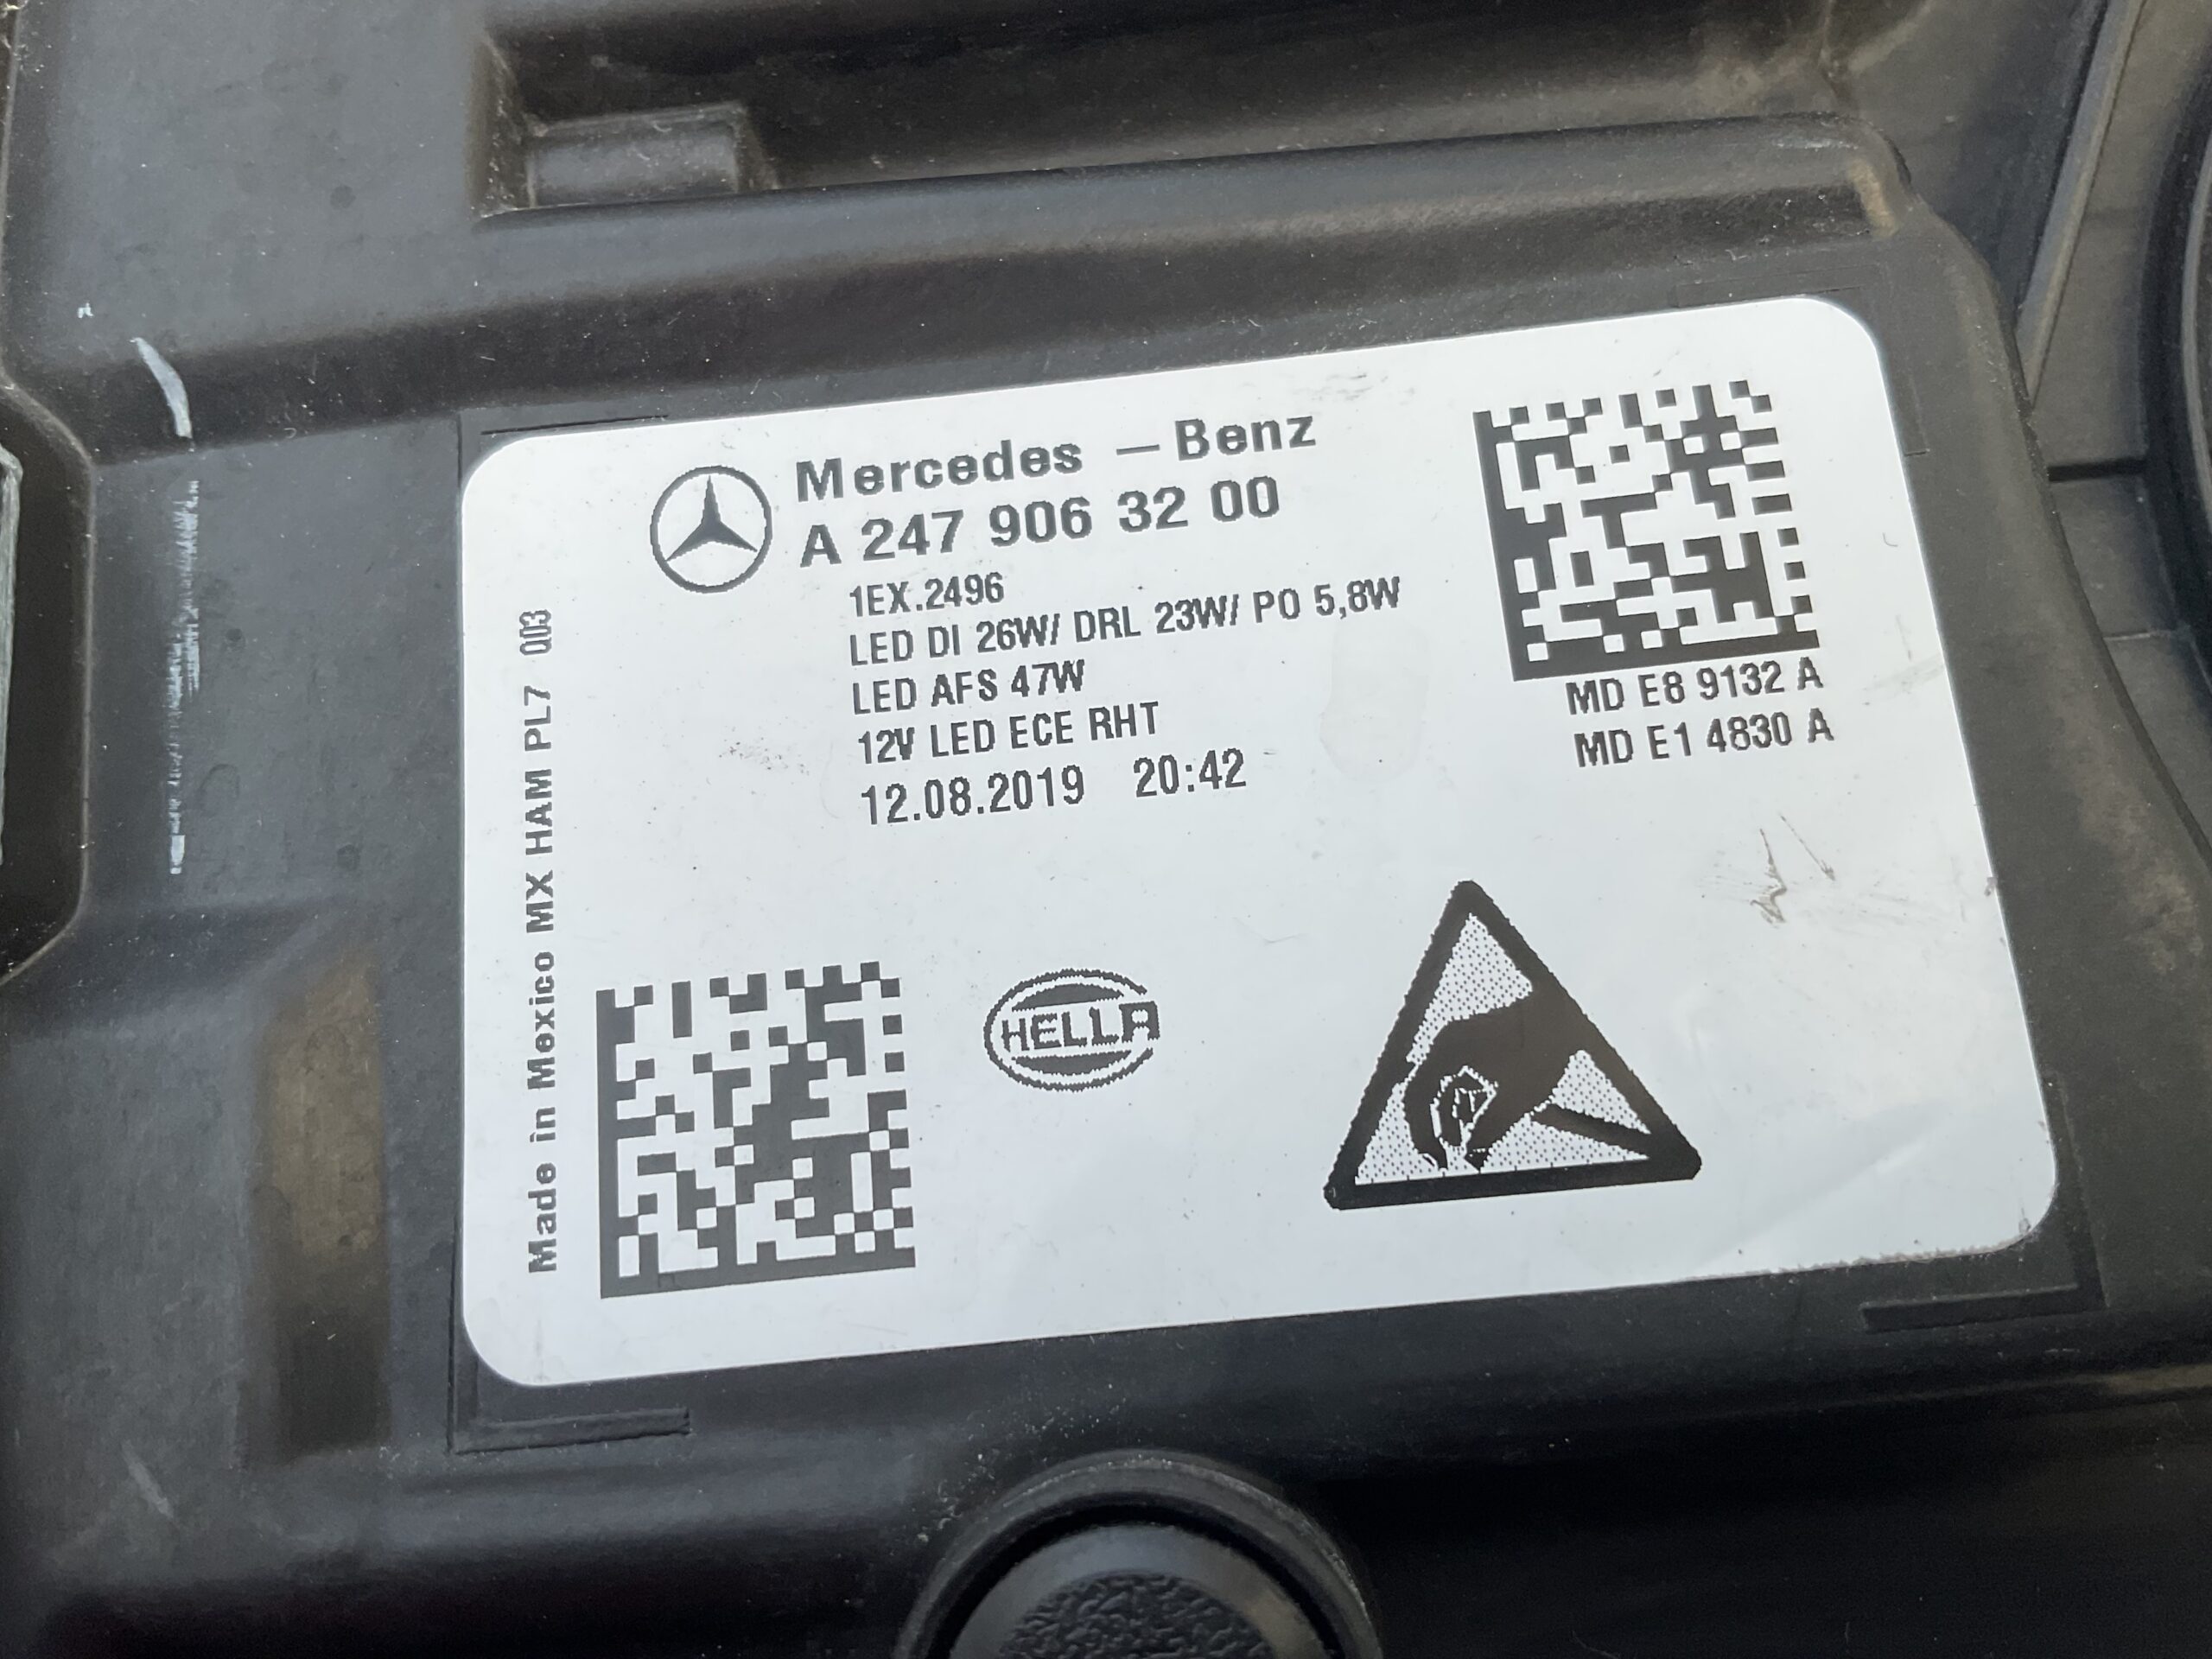 Mercedes – Benz
A 247 906 32 00
1EX.2496
LED DI 26W/ DRL 23W/ PO 5,8W
LED AFS 47W
12V LED ECE RHT
12.08.2019 20:42
MD E8 9132 A
MD E1 4830 A
Made in Mexico MX HAM PL7 Q03
HELLA